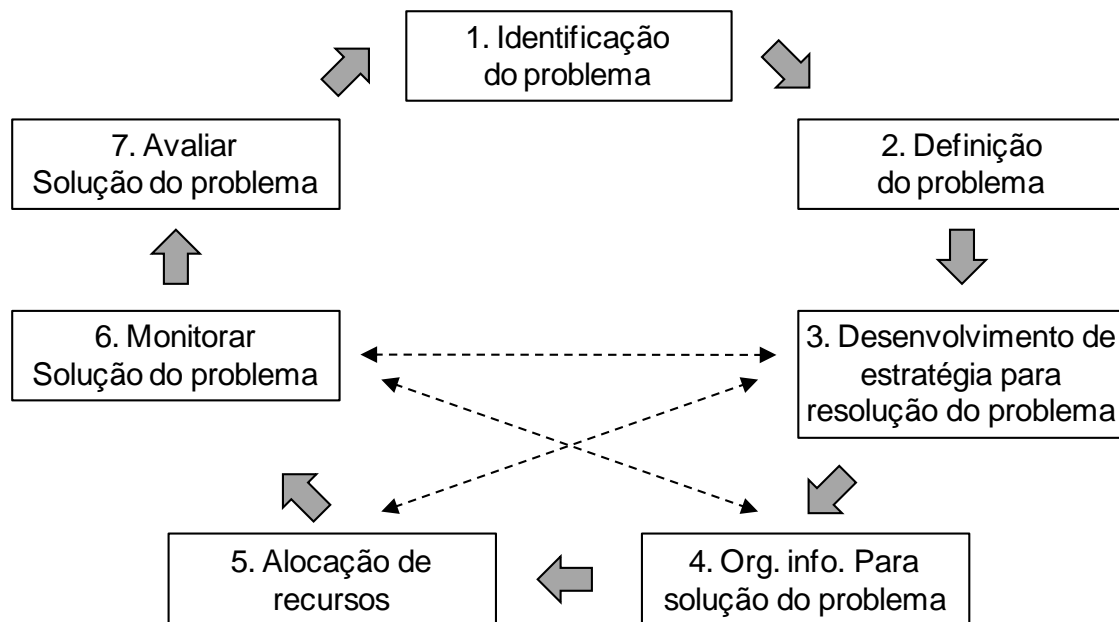 1. Identificação
do problema
2. Definição
do problema
3. Desenvolvimento de
estratégia para
resolução do problema
4. Org. info. Para
solução do problema
5. Alocação de
recursos
6. Monitorar
Solução do problema
7. Avaliar
Solução do problema